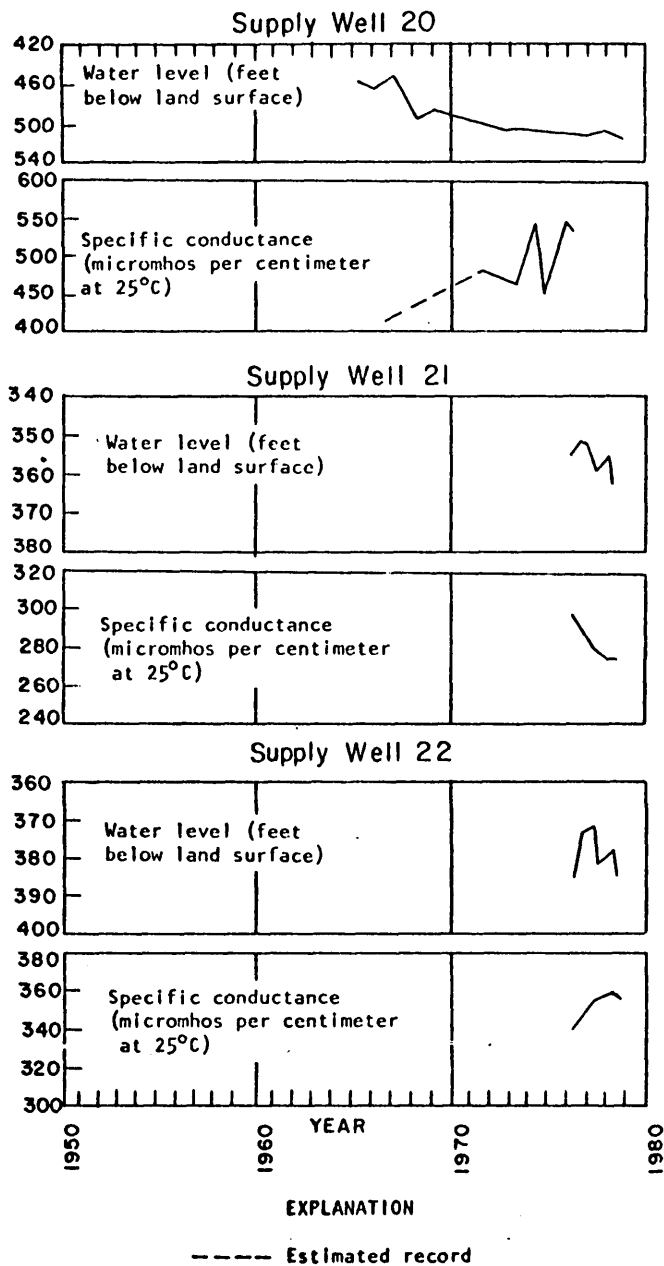 Supply Well 20
420
460
500
540
Water level (feet
below land surface)
600
550
500
450
400
Specific conductance
(micromhos per centimeter
at 25°C)
Supply Well 21
340
350
360
370
380
Water level (feet
below land surface)
320
300
280
260
240
Specific conductance
(micromhos per centimeter
at 25°C)
Supply Well 22
360
370
380
390
400
Water level (feet
below land surface)
380
360
340
320
300
Specific conductance
(micromhos per centimeter
at 25°C)
YEAR
1950
1960
1970
1980
EXPLANATION
---- Estimated record